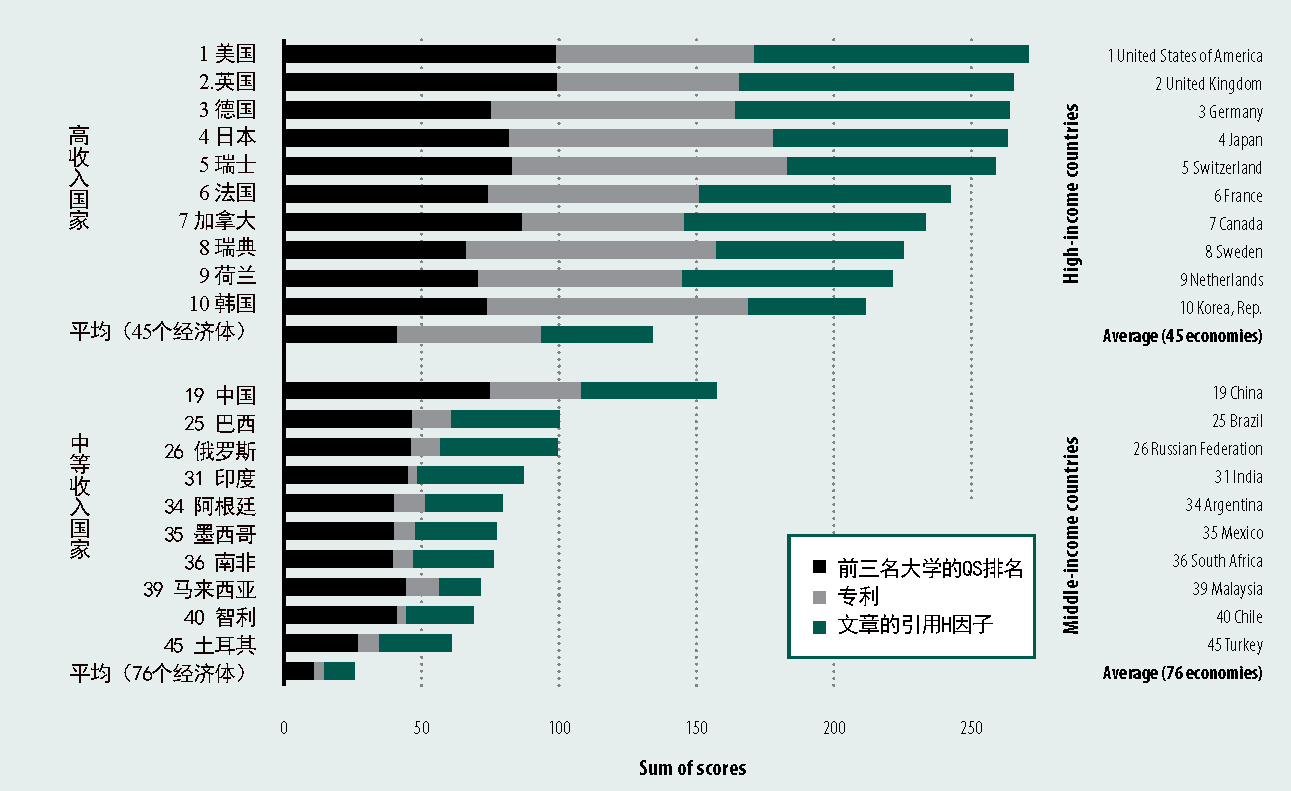 高收入国家
1 美国
2.英国
3 德国
4 日本
5 瑞士
6 法国
7 加拿大
8 瑞典
9 荷兰
10 韩国
平均（45个经济体）
中等收入国家
19 中国
25 巴西
26 俄罗斯
31 印度
34 阿根廷
35 墨西哥
36 南非
39 马来西亚
40 智利
45 土耳其
平均（76个经济体）
前三名大学的QS排名
专利
文章的引用H因子
0 50 100 150 200 250
Sum of scores
High-income countries
1 United States of America
2 United Kingdom
3 Germany
4 Japan
5 Switzerland
6 France
7 Canada
8 Sweden
9 Netherlands
10 Korea, Rep.
Average (45 economies)
Middle-income countries
19 China
25 Brazil
26 Russian Federation
31 India
34 Argentina
35 Mexico
36 South Africa
39 Malaysia
40 Chile
45 Turkey
Average (76 economies)